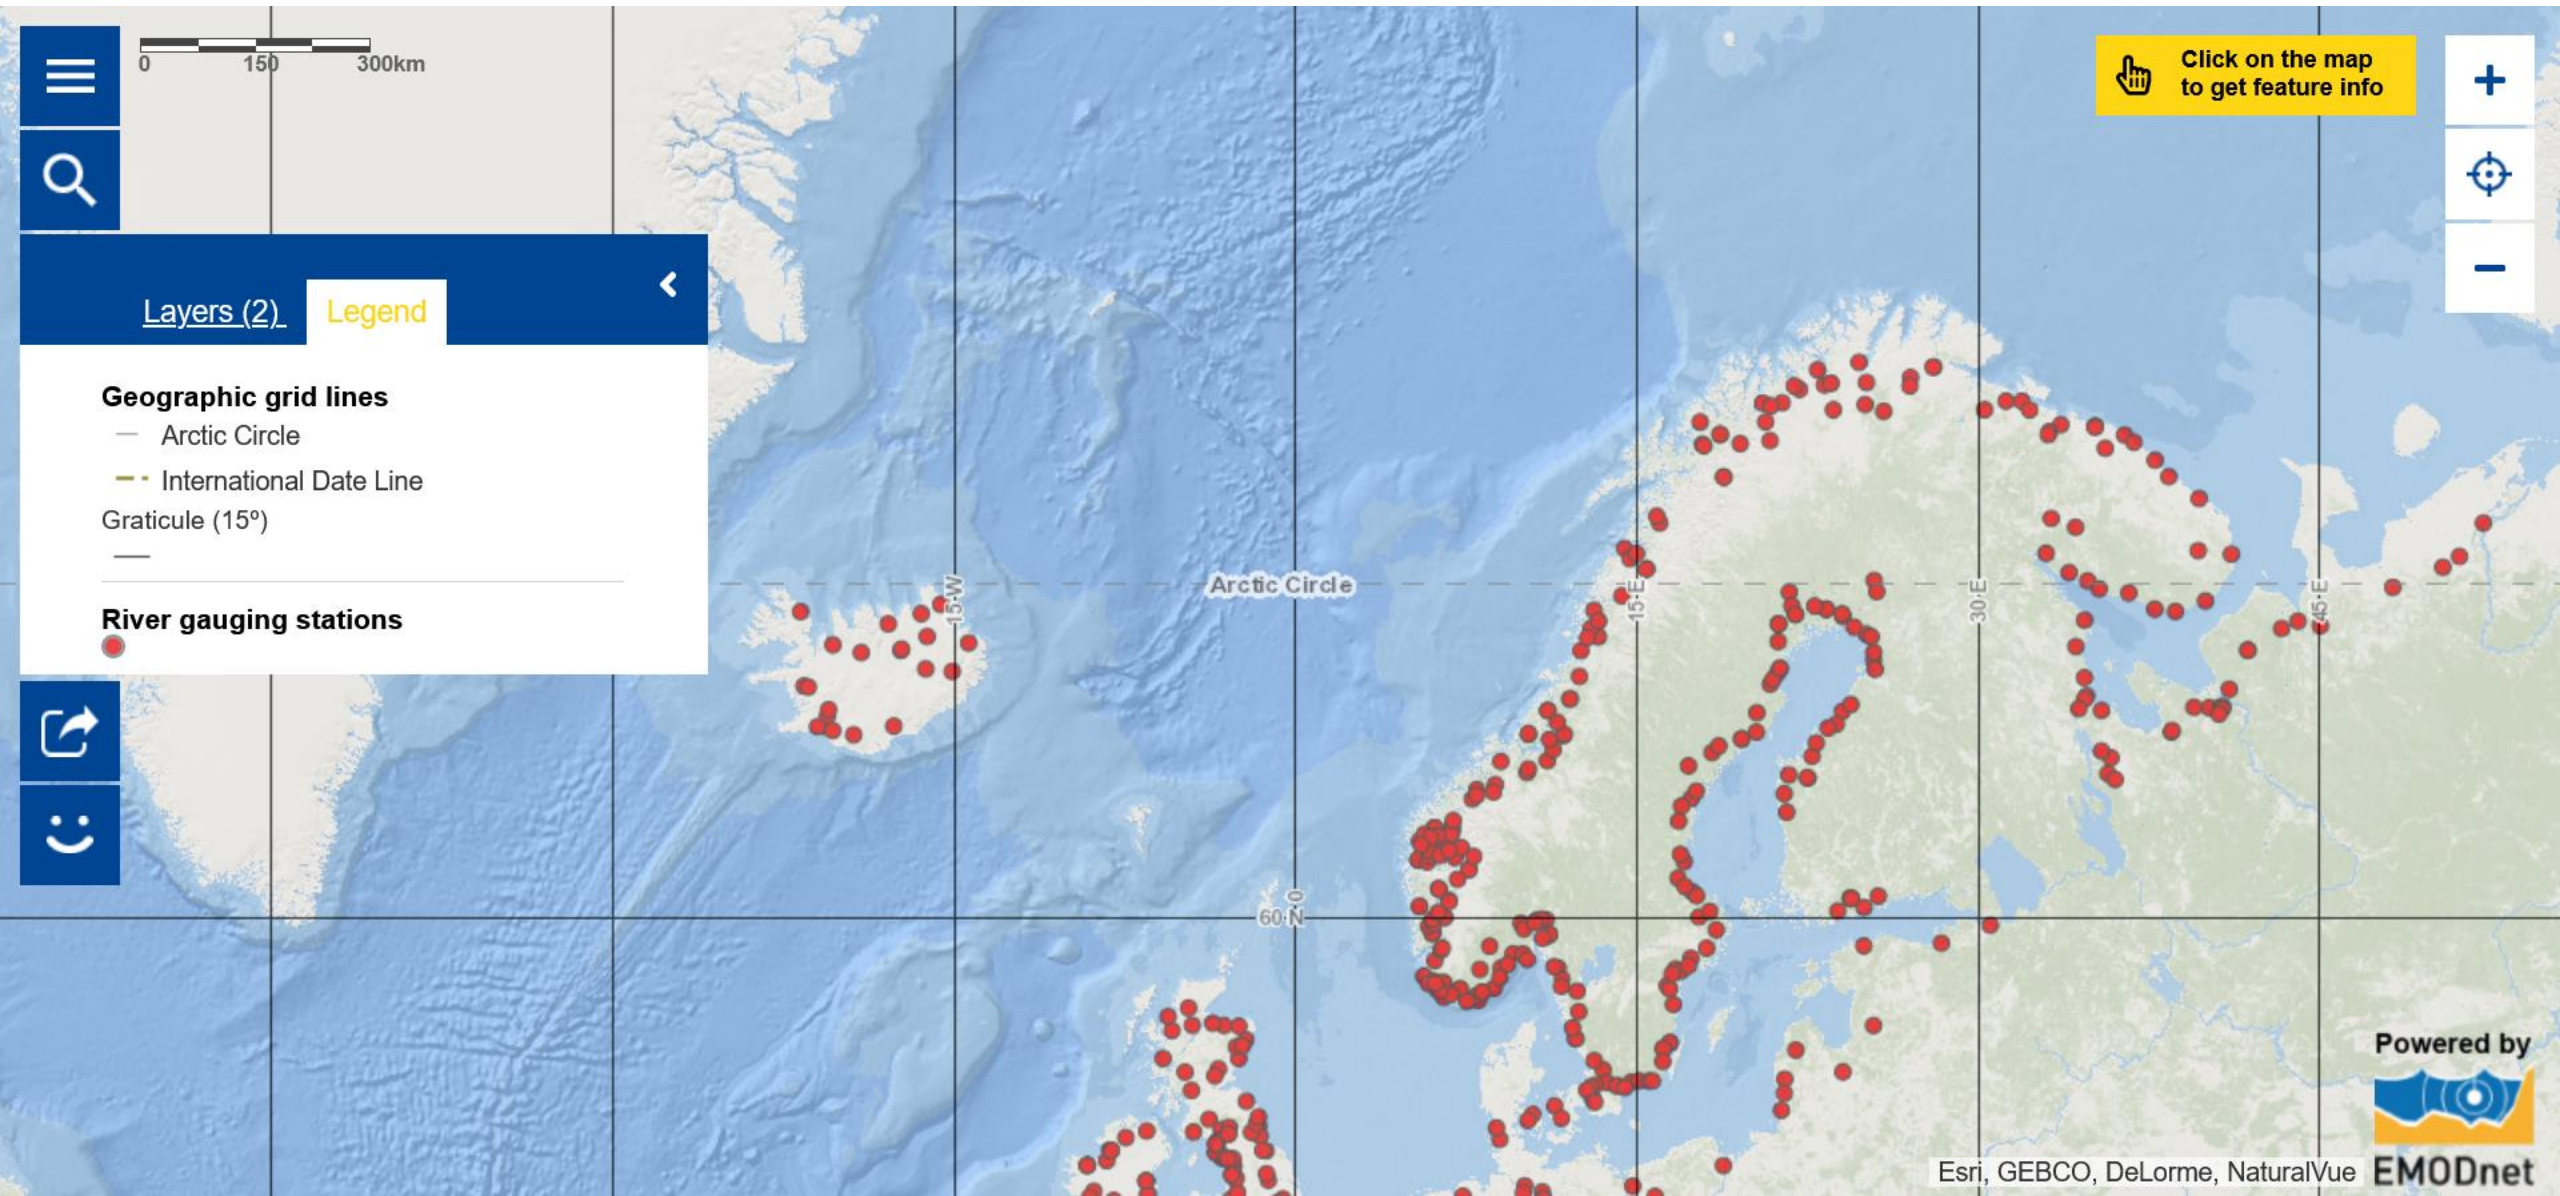 0 150 300km
Click on the map
to get feature info
Layers (2)
Legend
Geographic grid lines
Arctic Circle
International Date Line
Graticule (15º)
River gauging stations
Arctic Circle
15·W
0
15·E
30·E
45·E
60·N
Powered by
EMODnet
Esri, GEBCO, DeLorme, NaturalVue